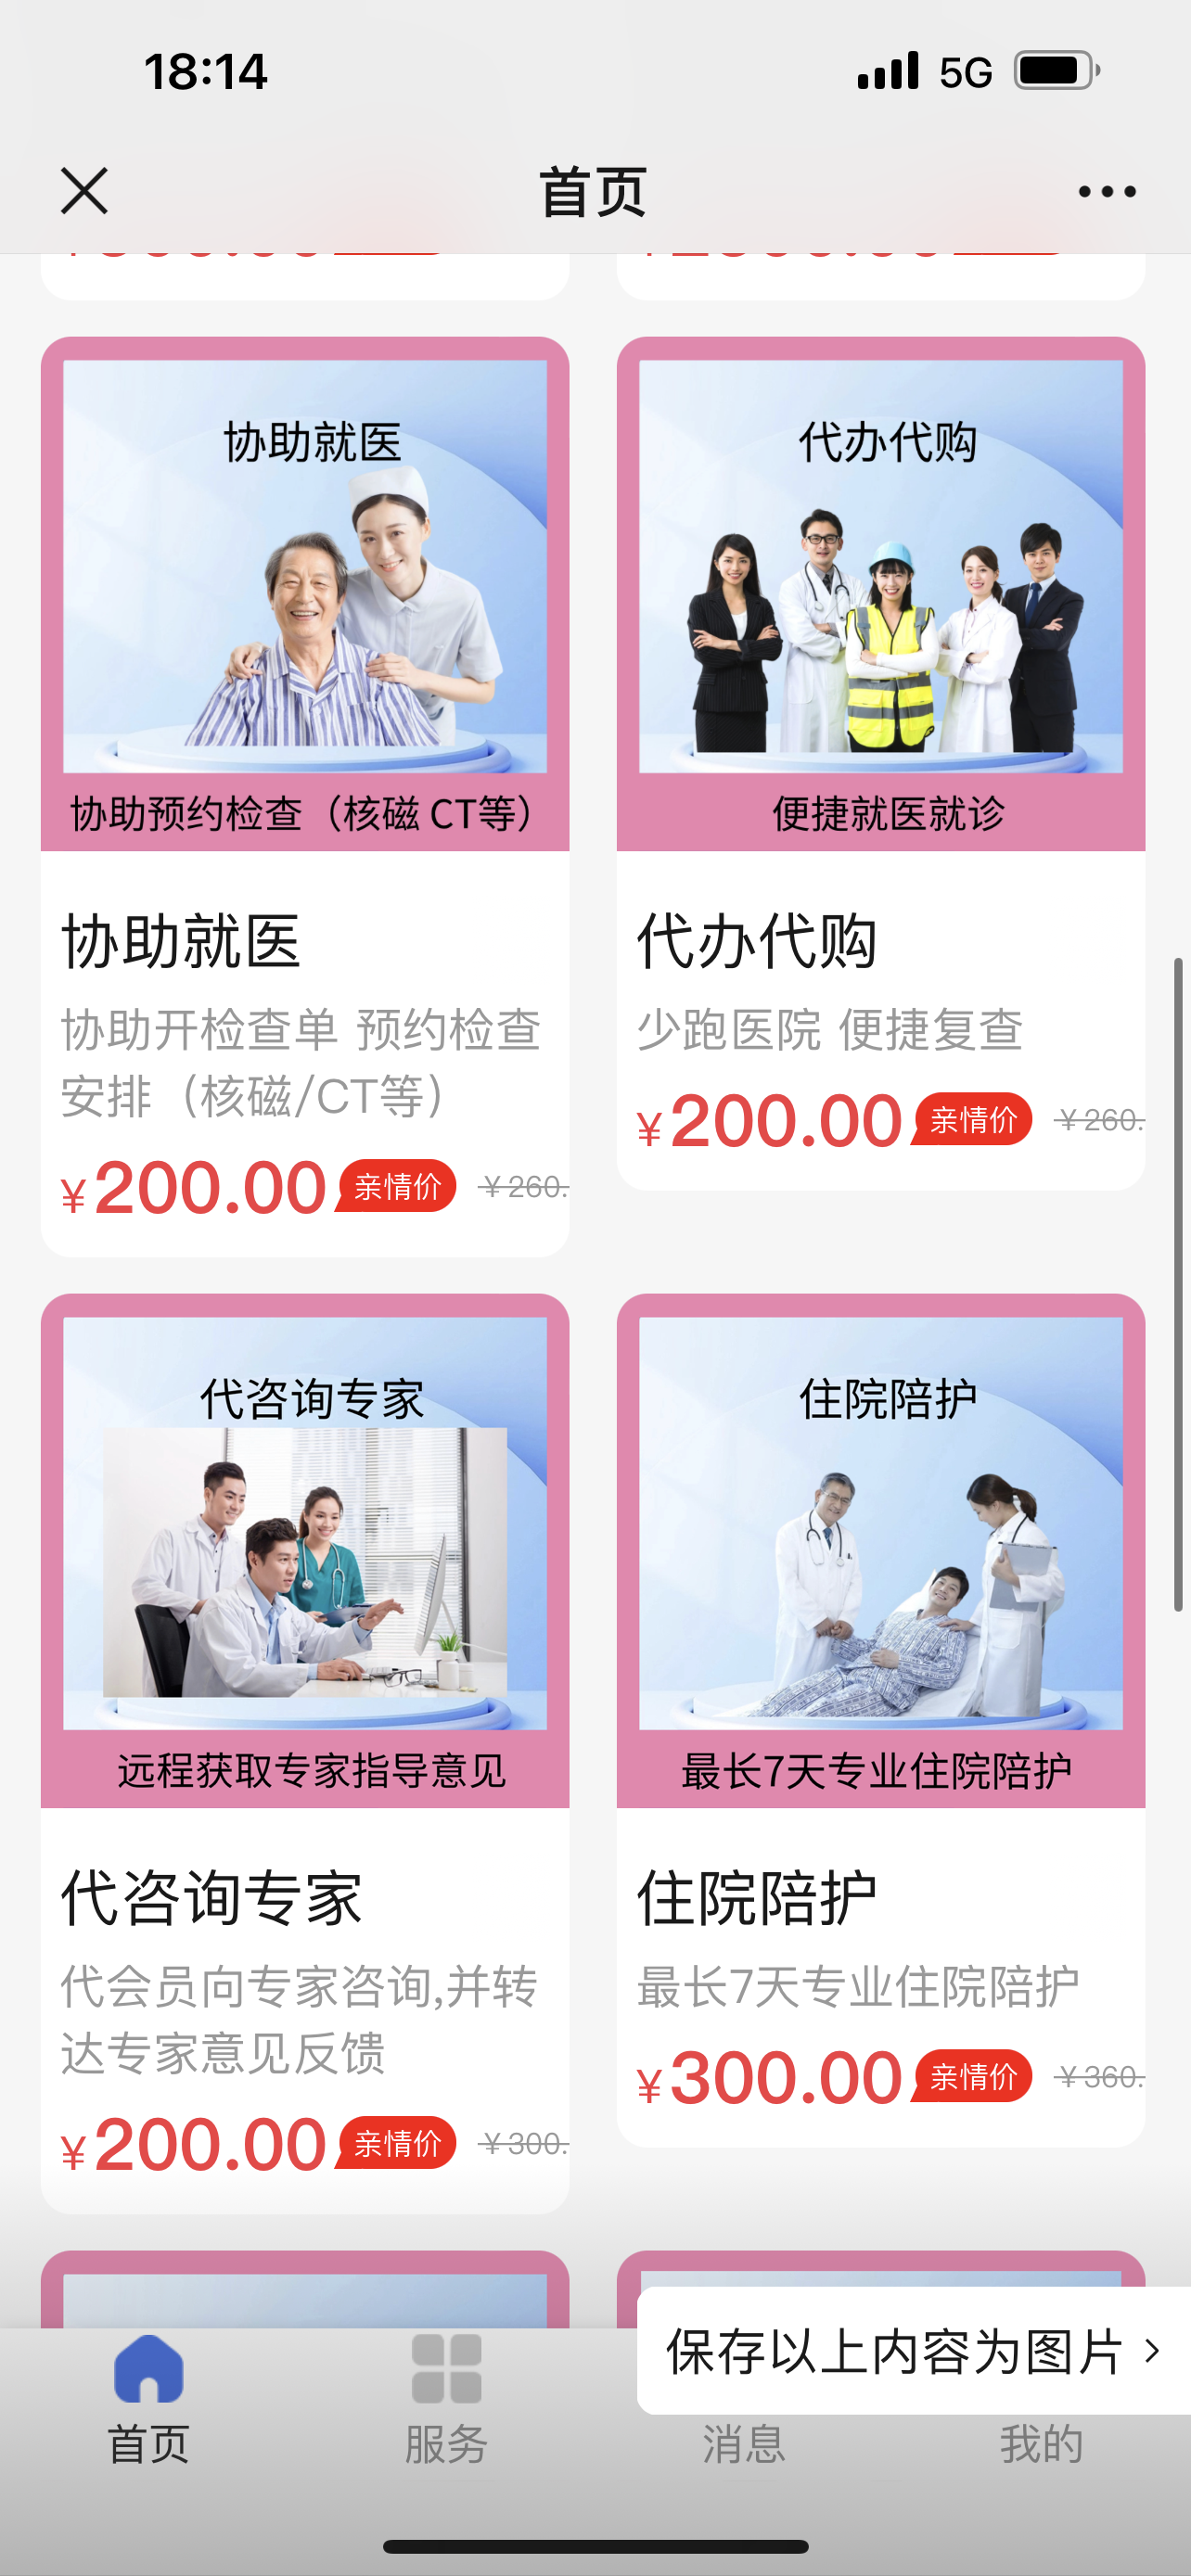 18:14
5G
首页
协助就医
协助预约检查（核磁 CT等）
协助就医
协助开检查单 预约检查
安排（核磁/CT等）
¥200.00 亲情价 ¥260.
代办代购
便捷就医就诊
代办代购
少跑医院 便捷复查
¥200.00 亲情价 ¥260.
代咨询专家
远程获取专家指导意见
代咨询专家
代会员向专家咨询,并转
达专家意见反馈
¥200.00 亲情价 ¥300.
住院陪护
最长7天专业住院陪护
住院陪护
最长7天专业住院陪护
¥300.00 亲情价 ¥360.
保存以上内容为图片
首页
服务
消息
我的